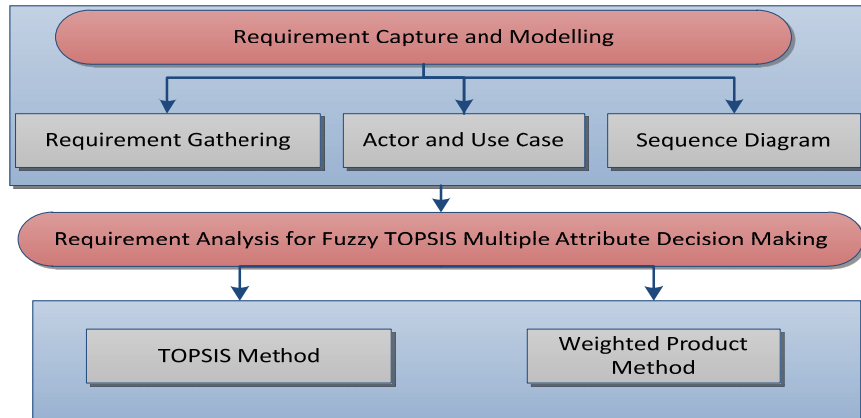 Requirement Capture and Modelling
Requirement Gathering
Actor and Use Case
Sequence Diagram
Requirement Analysis for Fuzzy TOPSIS Multiple Attribute Decision Making
TOPSIS Method
Weighted Product
Method